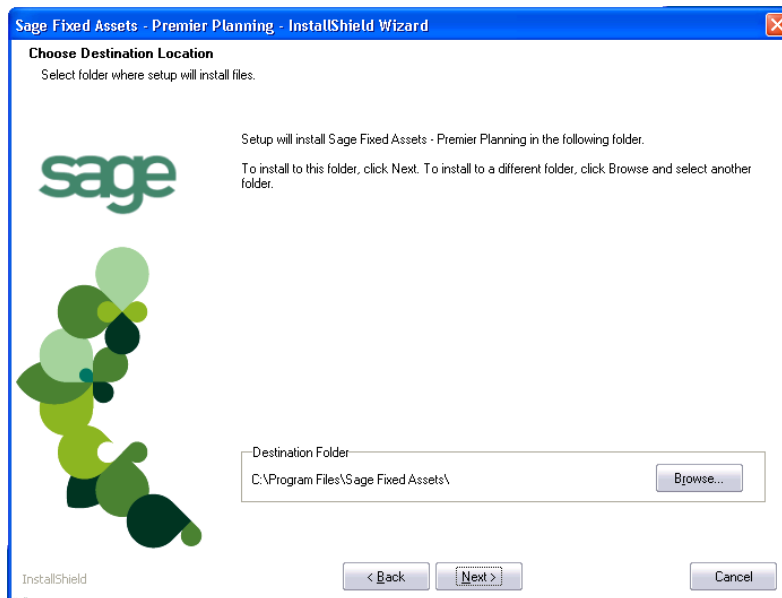 Sage Fixed Assets - Premier Planning - InstallShield Wizard
Choose Destination Location
Select folder where setup will install files.
sage
Setup will install Sage Fixed Assets - Premier Planning in the following folder.
To install to this folder, click Next. To install to a different folder, click Browse and select another
folder.
Destination Folder
C:\Program Files\Sage Fixed Assets\
Browse...
InstallShield
< Back
Next >
Cancel